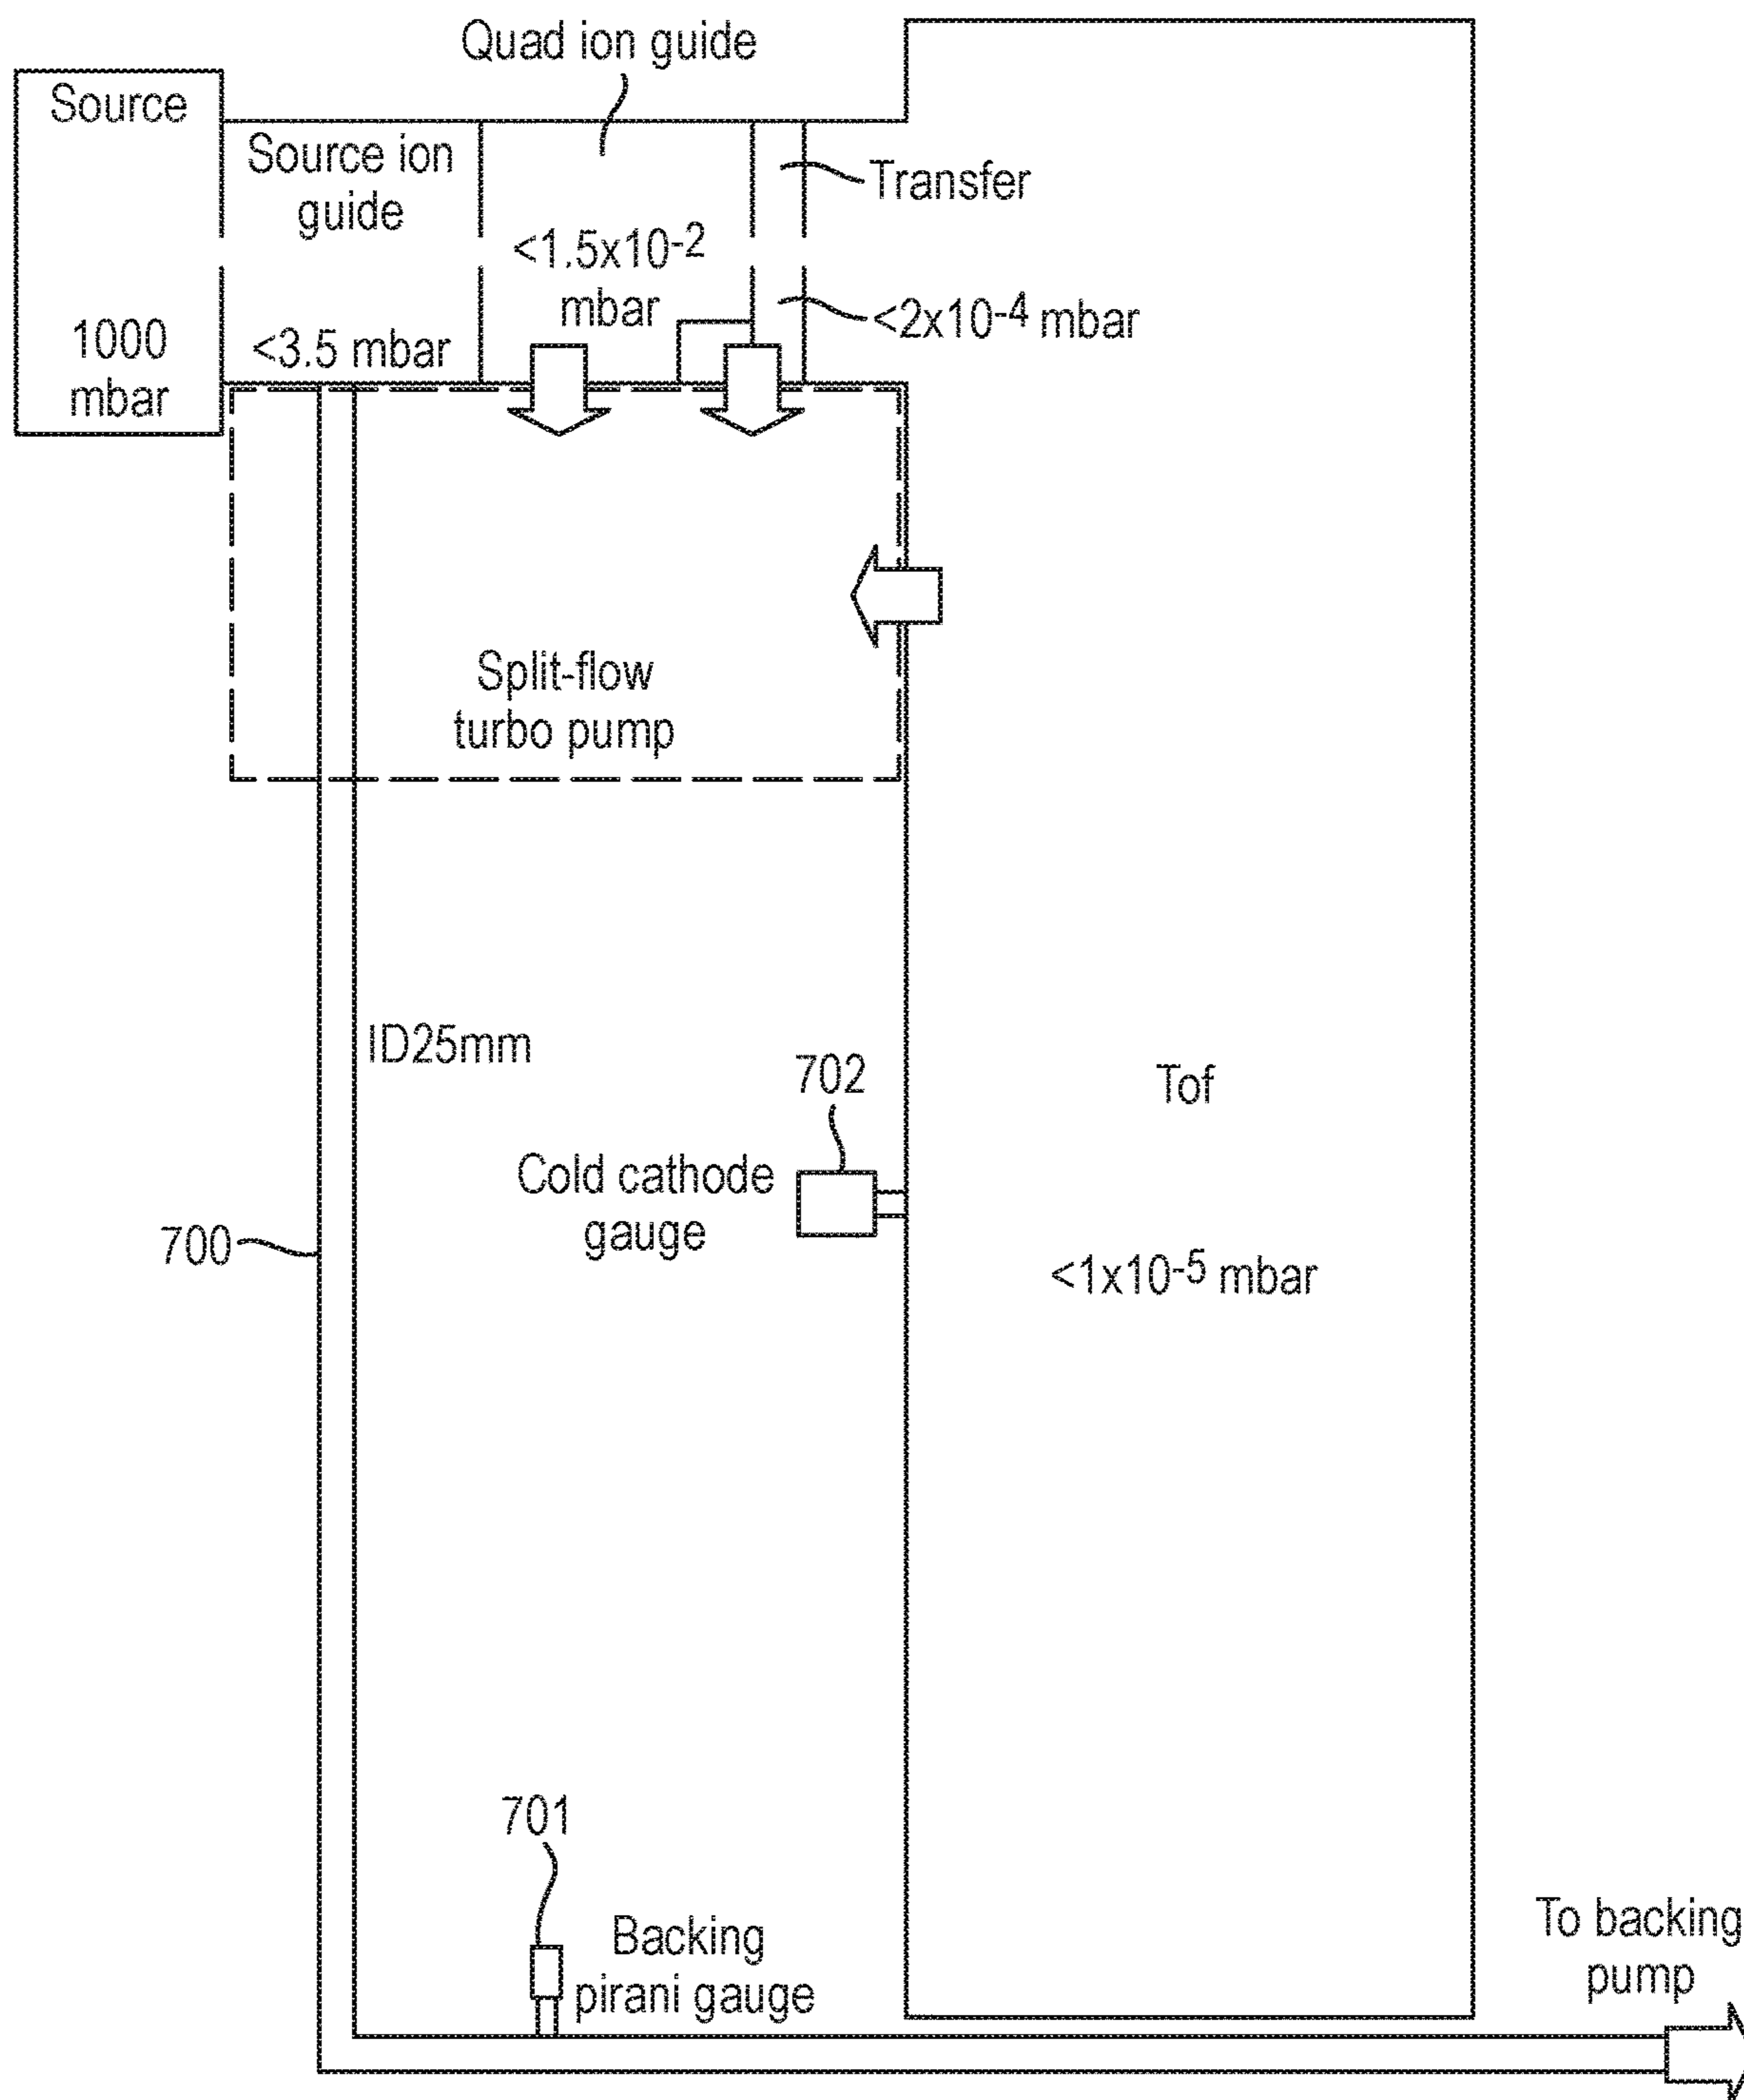 Quad ion guide
Source
Source ion
guide
Transfer
<1.5x10-2
mbar
<2x10-4 mbar
1000
mbar
<3.5 mbar
Split-flow
turbo pump
ID25mm
702
Tof
Cold cathode
gauge
700
<1x10-5 mbar
701
Backing
pirani gauge
To backing
pump